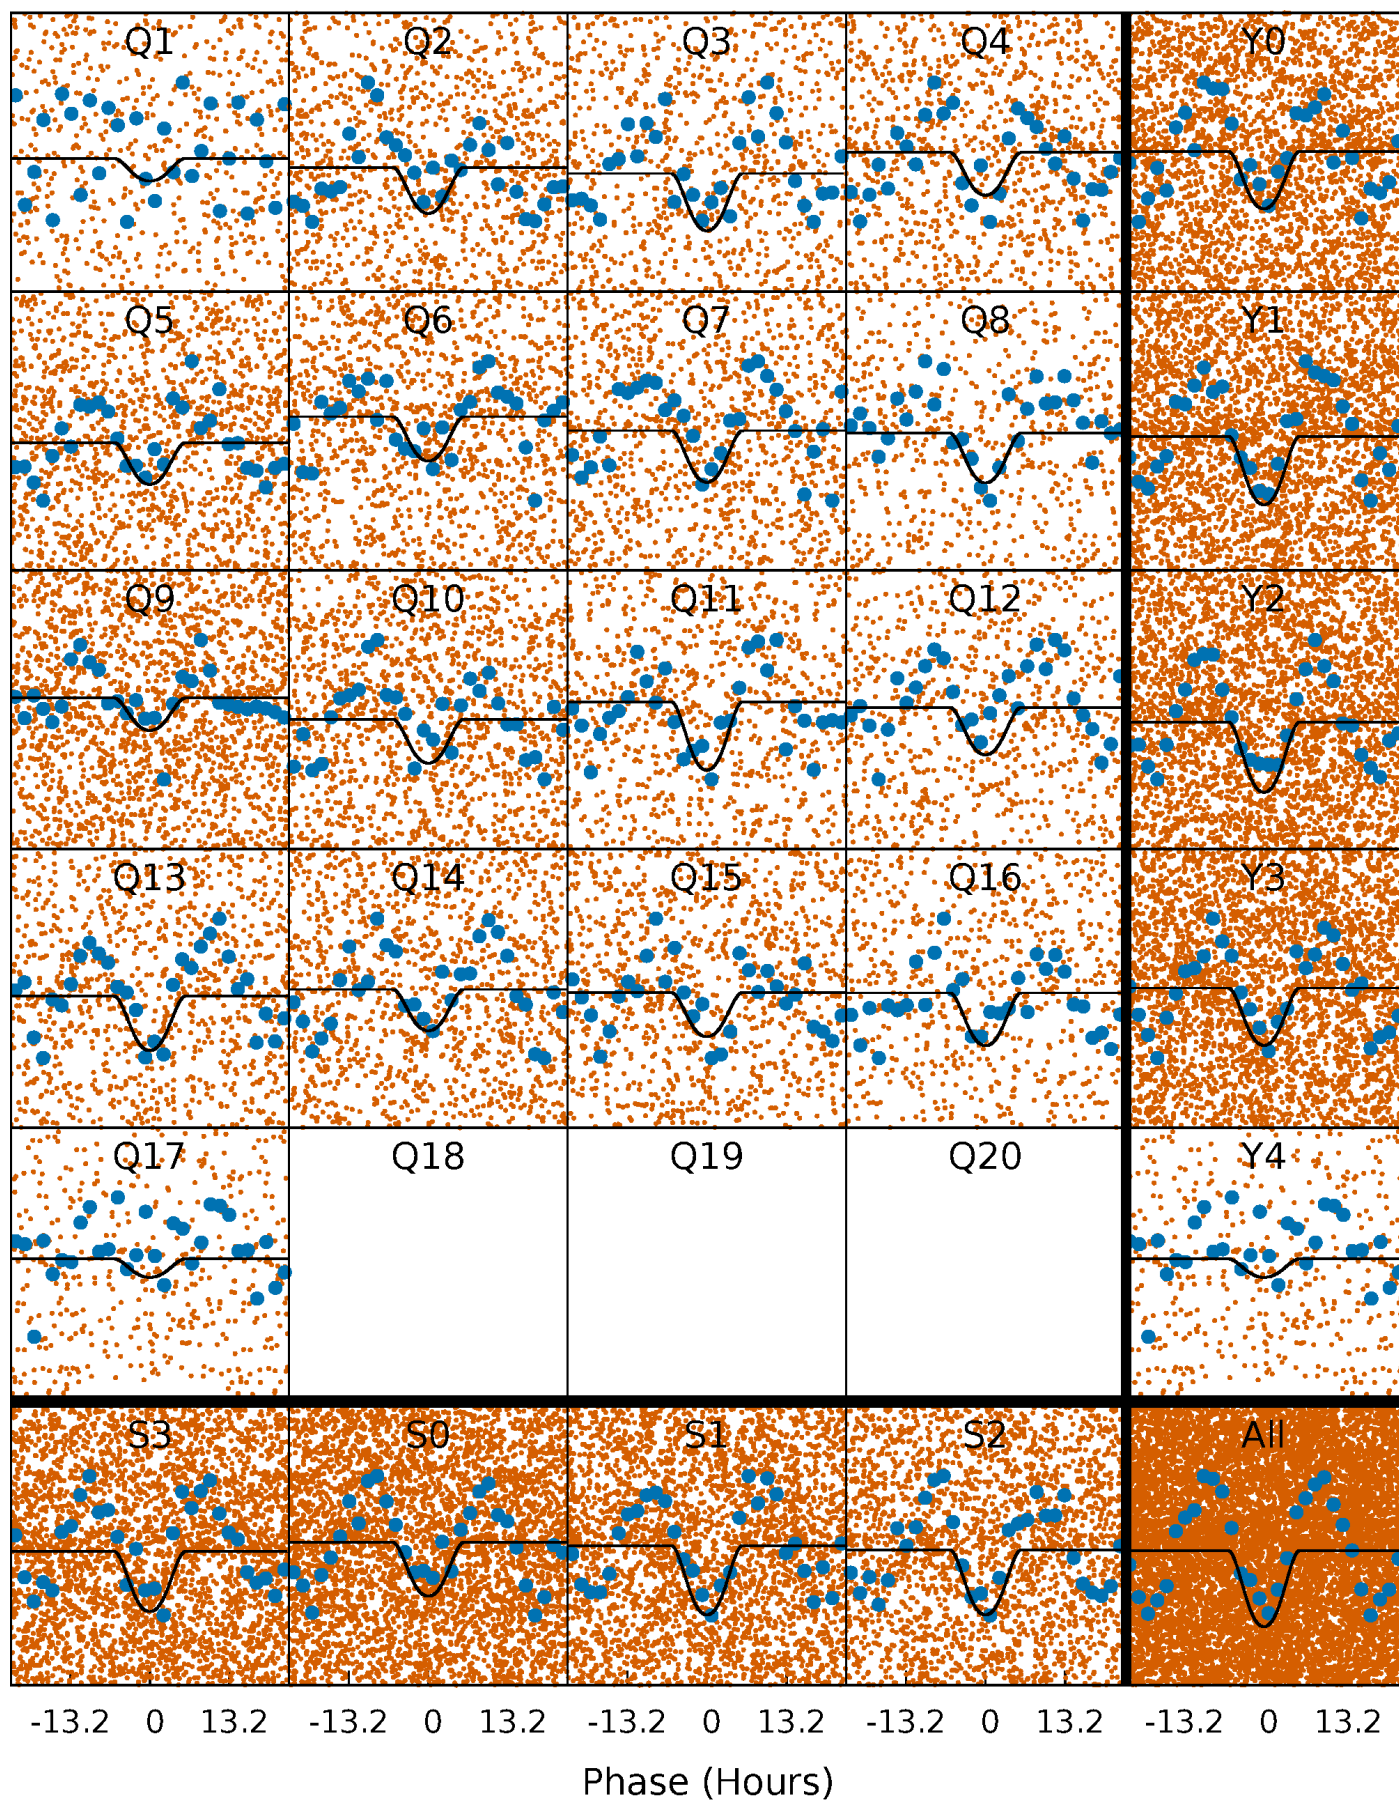 Q1 Q2 Q3 Q4 Y0
Q5 Q6 Q7 Q8 Y1
Q9 Q10 Q11 Q12 Y2
Q13 Q14 Q15 Q16 Y3
Q17 Q18 Q19 Q20 Y4
S3 S0 S1 S2 All
-13.2 0 13.2 -13.2 0 13.2 -13.2 0 13.2 -13.2 0 13.2 -13.2 0 13.2
Phase (Hours)